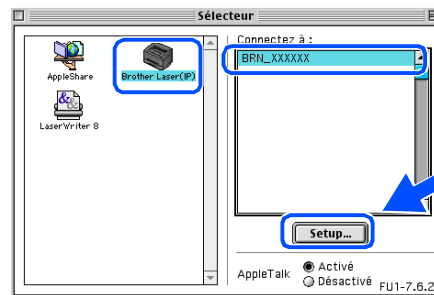 Sélecteur
AppleShare
Brother Laser(IP)
LaserWriter 8
Connectez à :
BRN_XXXXXX
Setup...
AppleTalk
Activé
Désactivé
FU1-7.6.2